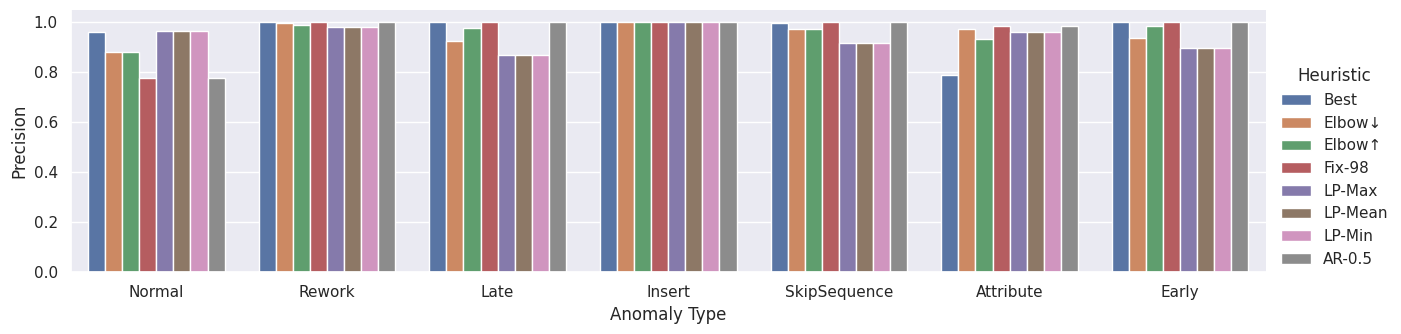 1.0
0.8
0.6
0.4
0.2
0.0
Precision
Normal
Rework
Late
Insert
SkipSequence
Attribute
Early
Anomaly Type
Heuristic
Best
Elbow↓
Elbow↑
Fix-98
LP-Max
LP-Mean
LP-Min
AR-0.5